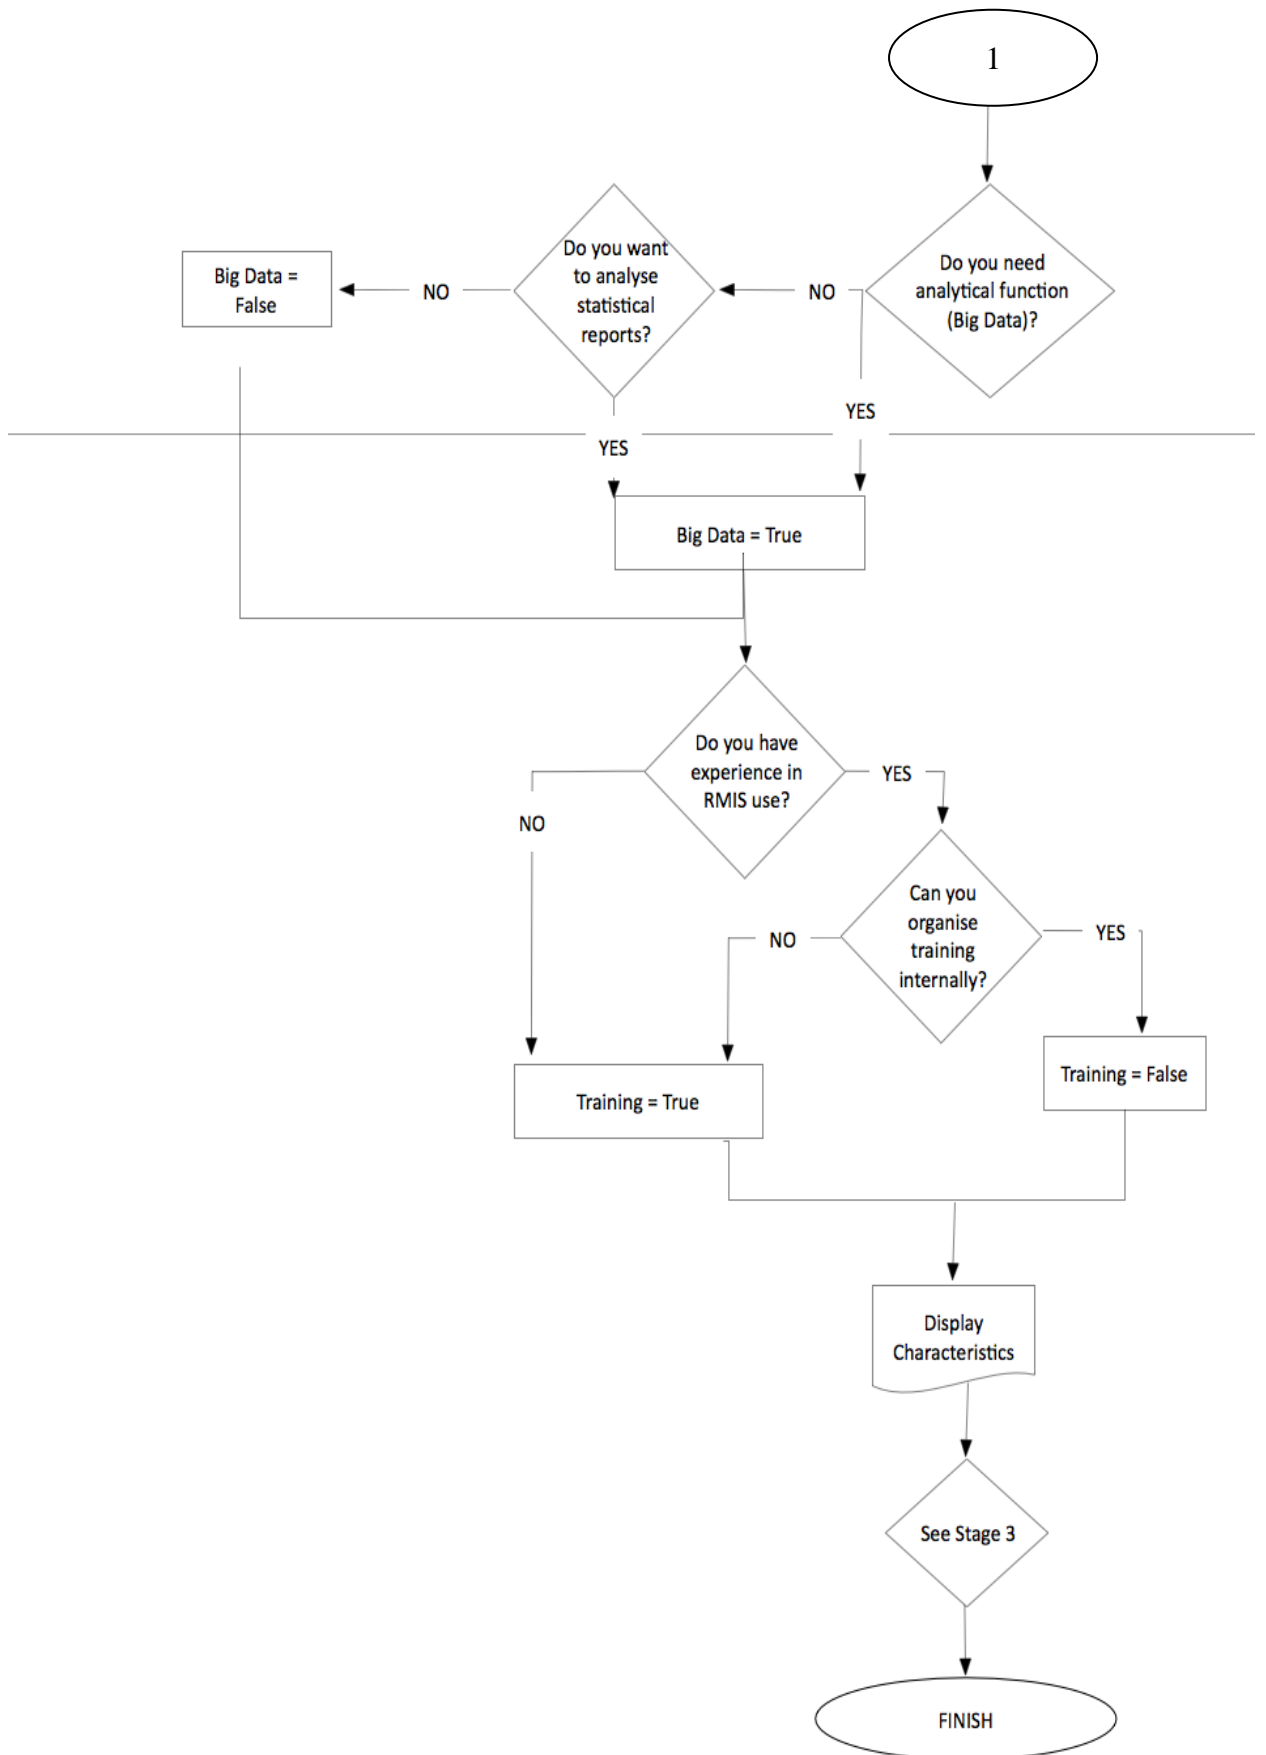 1
Do you need
analytical function
(Big Data)?
NO
Do you want
to analyse
statistical
reports?
NO
Big Data =
False
YES
YES
Big Data = True
Do you have
experience in
RMIS use?
YES
NO
Can you
organise
training
internally?
NO
YES
Training = False
Training = True
Display
Characteristics
See Stage 3
FINISH